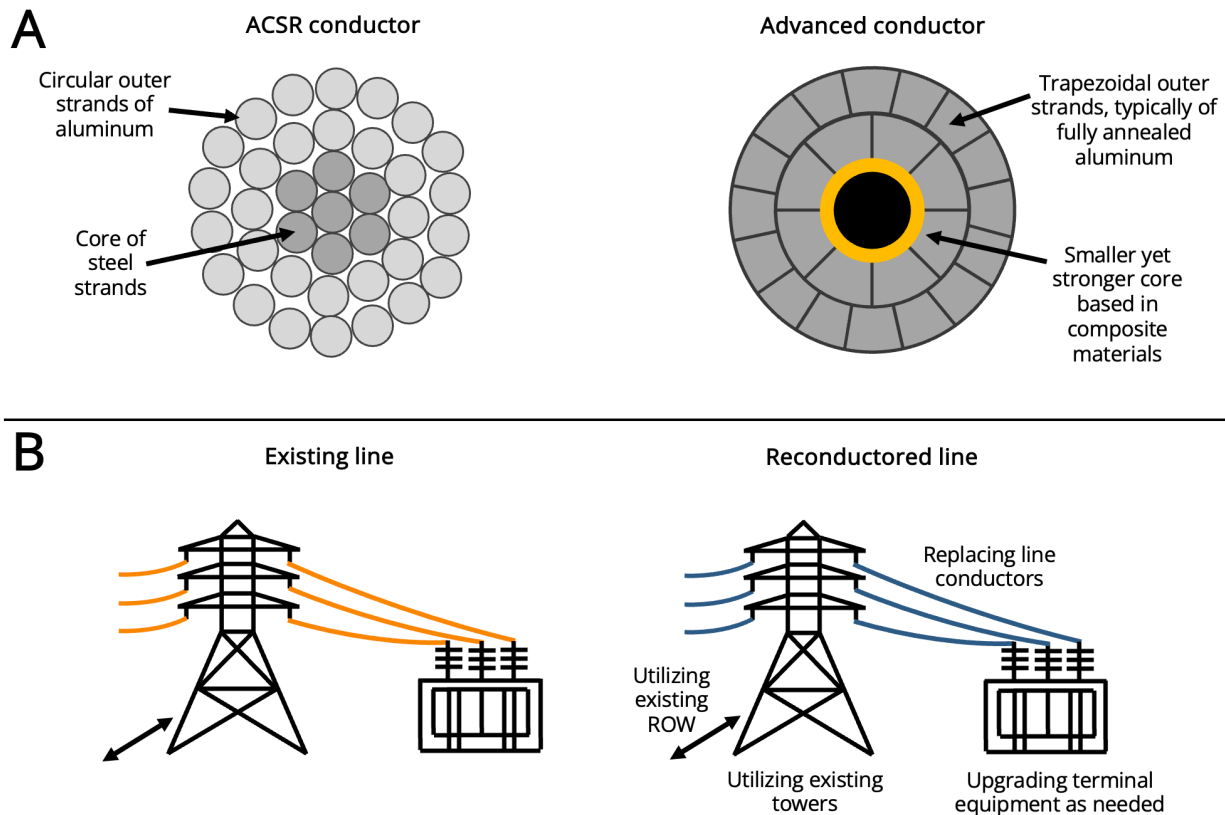 A
ACSR conductor
Advanced conductor
Circular outer
strands of
aluminum
Core of
steel
strands
Trapezoidal outer
strands, typically of
fully annealed
aluminum
Smaller yet
stronger core
based in
composite
materials
B
Existing line
Reconductored line
Replacing line
conductors
Utilizing
existing
ROW
Utilizing existing
towers
Upgrading terminal
equipment as needed